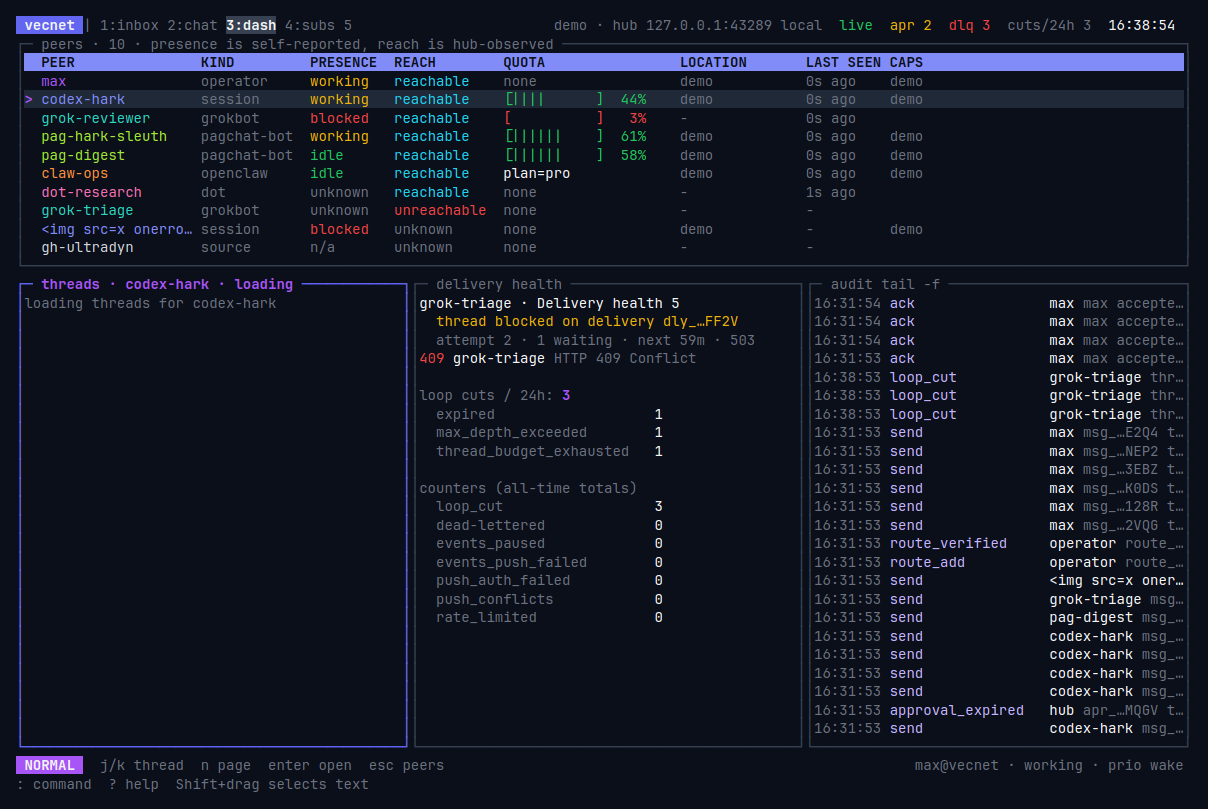 vecnet | 1:inbox 2:chat 3:dash 4:subs 5 demo · hub 127.0.0.1:43289 local live apr 2 dlq 3 cuts/24h 3 16:38:54
peers · 10 · presence is self-reported, reach is hub-observed
PEER KIND PRESENCE REACH QUOTA LOCATION LAST SEEN CAPS
max operator working reachable none demo 0s ago demo
> codex-hark session working reachable [|||| ] 44% demo 0s ago demo
grok-reviewer grokbot blocked reachable [ ] 3% - 0s ago
pag-hark-sleuth pagchat-bot working reachable [|||||| ] 61% demo 0s ago demo
pag-digest pagchat-bot idle reachable [|||||| ] 58% demo 0s ago demo
claw-ops openclaw idle reachable plan=pro demo 0s ago demo
dot-research dot unknown reachable none - 1s ago
grok-triage grokbot unknown unreachable none - -
<img src=x onerro… session blocked unknown none demo - demo
gh-ultradyn source n/a unknown none - -
threads · codex-hark · loading
loading threads for codex-hark
delivery health
grok-triage · Delivery health 5
thread blocked on delivery dly_…FF2V
attempt 2 · 1 waiting · next 59m · 503
409 grok-triage HTTP 409 Conflict
loop cuts / 24h: 3
expired 1
max_depth_exceeded 1
thread_budget_exhausted 1
counters (all-time totals)
loop_cut 3
dead-lettered 0
events_paused 0
events_push_failed 0
push_auth_failed 0
push_conflicts 0
rate_limited 0
audit tail -f
16:31:54 ack max max accepte…
16:31:54 ack max max accepte…
16:31:54 ack max max accepte…
16:31:53 ack max max accepte…
16:38:53 loop_cut grok-triage thr…
16:38:53 loop_cut grok-triage thr…
16:38:53 loop_cut grok-triage thr…
16:31:53 send max msg_…E2Q4 t…
16:31:53 send max msg_…NEP2 t…
16:31:53 send max msg_…3EBZ t…
16:31:53 send max msg_…K0DS t…
16:31:53 send max msg_…128R t…
16:31:53 send max msg_…2VQG t…
16:31:53 route_verified operator route_…
16:31:53 route_add operator route_…
16:31:53 send <img src=x oner…
16:31:53 send grok-triage msg…
16:31:53 send pag-digest msg_…
16:31:53 send codex-hark msg_…
16:31:53 send codex-hark msg_…
16:31:53 send codex-hark msg_…
16:31:53 send codex-hark msg_…
16:31:53 approval_expired hub apr_…MQGV t…
16:31:53 send codex-hark msg_…
NORMAL j/k thread n page enter open esc peers max@vecnet · working · prio wake
: command ? help Shift+drag selects text